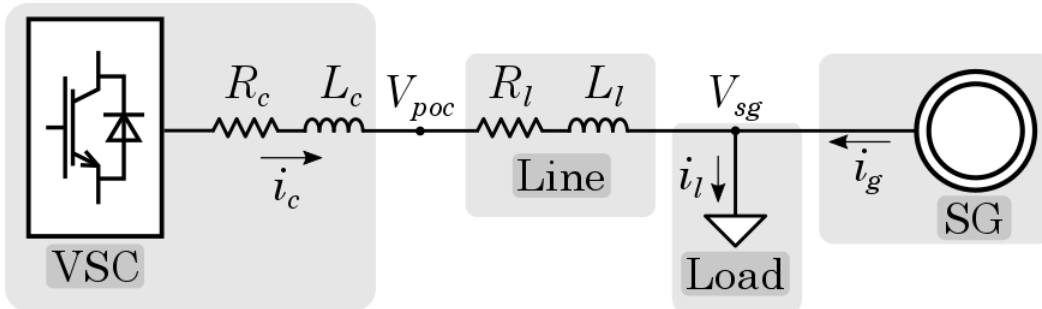 R_c L_c V_poc R_l L_l V_sg
i_c Line i_l i_g
VSC Load SG